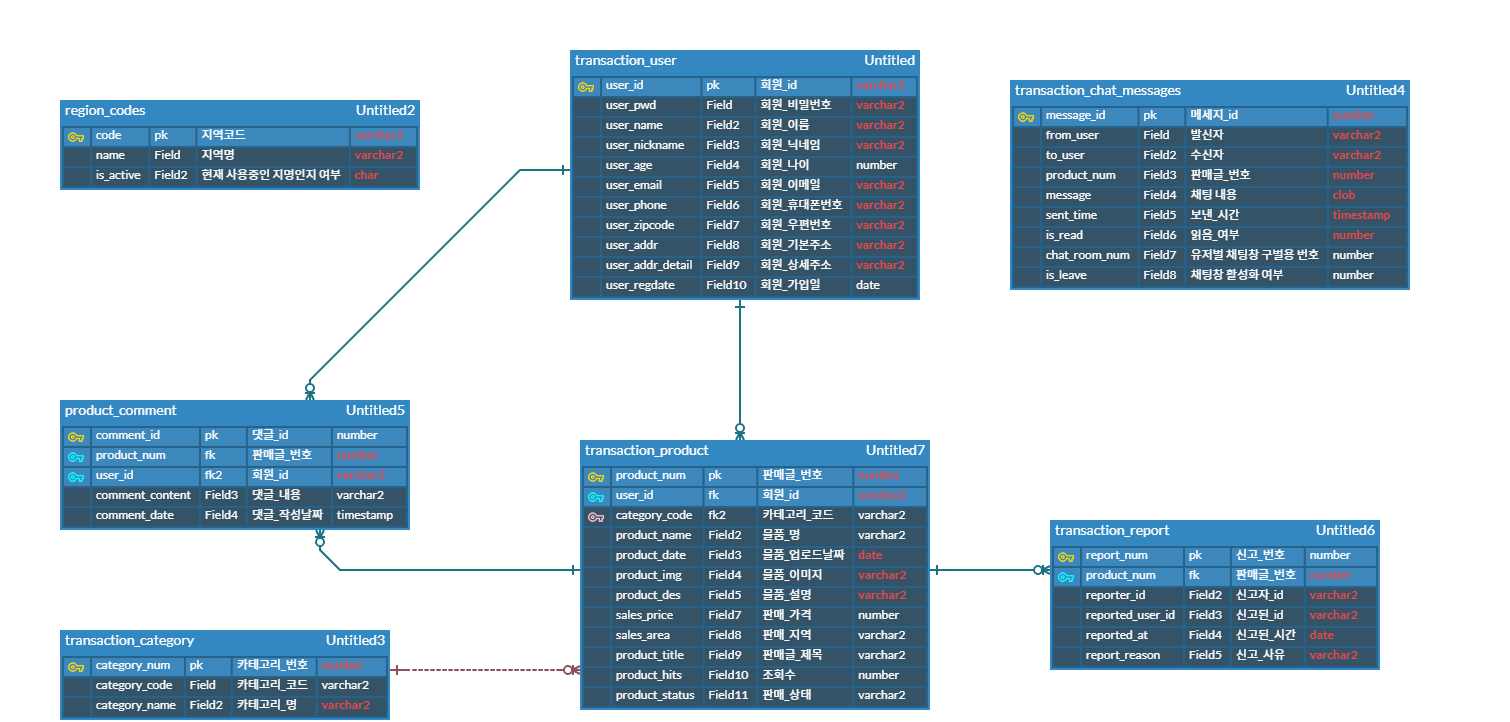 transaction_user Untitled
user_id pk 회원_id varchar2
user_pwd Field 회원_비밀번호 varchar2
user_name Field2 회원_이름 varchar2
user_nickname Field3 회원_닉네임 varchar2
user_age Field4 회원_나이 number
user_email Field5 회원_이메일 varchar2
user_phone Field6 회원_휴대폰번호 varchar2
user_zipcode Field7 회원_우편번호 varchar2
user_addr Field8 회원_기본주소 varchar2
user_addr_detail Field9 회원_상세주소 varchar2
user_regdate Field10 회원_가입일 date
transaction_chat_messages Untitled4
message_id pk 메세지_id number
from_user Field 발신자 varchar2
to_user Field2 수신자 varchar2
product_num Field3 판매글_번호 number
message Field4 채팅 내용 clob
sent_time Field5 보낸_시간 timestamp
is_read Field6 읽음_여부 number
chat_room_num Field7 유저별 채팅창 구벌용 번호 number
is_leave Field8 채팅창 활성화 여부 number
region_codes Untitled2
code pk 지역코드 varchar2
name Field 지역명 varchar2
is_active Field2 현재 사용중인 지명인지 여부 char
product_comment Untitled5
comment_id pk 댓글_id number
product_num fk 판매글_번호 number
user_id fk2 회원_id varchar2
comment_content Field3 댓글_내용 varchar2
comment_date Field4 댓글_작성날짜 timestamp
transaction_product Untitled7
product_num pk 판매글_번호 number
user_id fk 회원_id varchar2
category_code fk2 카테고리_코드 varchar2
product_name Field2 물품_명 varchar2
product_date Field3 물품_업로드날짜 date
product_img Field4 물품_이미지 varchar2
product_des Field5 물품_설명 varchar2
sales_price Field7 판매_가격 number
sales_area Field8 판매_지역 varchar2
product_title Field9 판매글_제목 varchar2
product_hits Field10 조회수 number
product_status Field11 판매_상태 varchar2
transaction_report Untitled6
report_num pk 신고_번호 number
product_num fk 판매글_번호 number
reporter_id Field2 신고자_id varchar2
reported_user_id Field3 신고된_id varchar2
reported_at Field4 신고된_시간 date
report_reason Field5 신고_사유 varchar2
transaction_category Untitled3
category_num pk 카테고리_번호 number
category_code Field 카테고리_코드 varchar2
category_name Field2 카테고리_명 varchar2